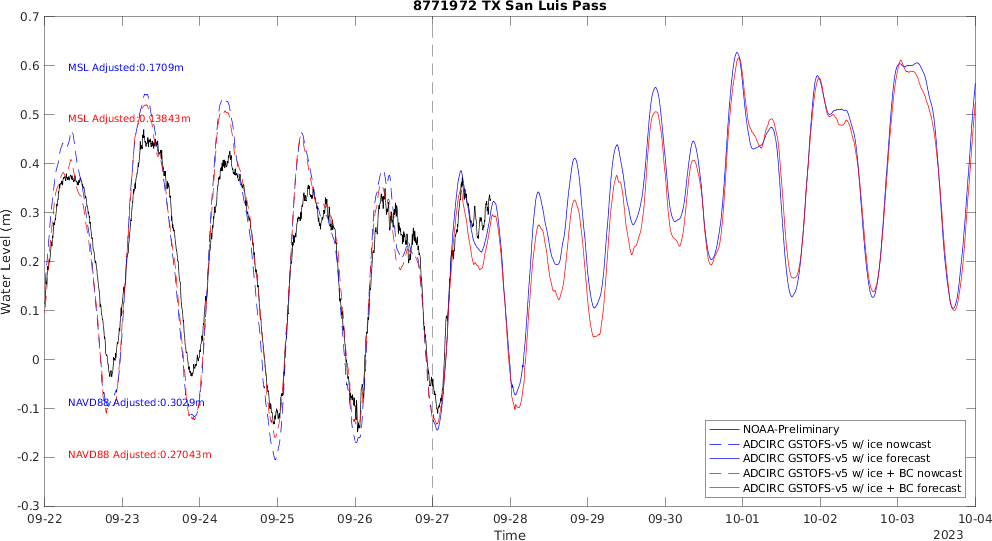 8771972 TX San Luis Pass
0.7
0.6
0.5
0.4
0.3
0.2
0.1
0
-0.1
-0.2
-0.3
Water Level (m)
MSL Adjusted:0.1709m
MSL Adjusted:0.13843m
NAVD88 Adjusted:0.3029m
NAVD88 Adjusted:0.27043m
NOAA-Preliminary
ADCIRC GSTOFS-v5 w/ ice nowcast
ADCIRC GSTOFS-v5 w/ ice forecast
ADCIRC GSTOFS-v5 w/ ice + BC nowcast
ADCIRC GSTOFS-v5 w/ ice + BC forecast
09-22 09-23 09-24 09-25 09-26 09-27 09-28 09-29 09-30 10-01 10-02 10-03 10-04
Time
2023